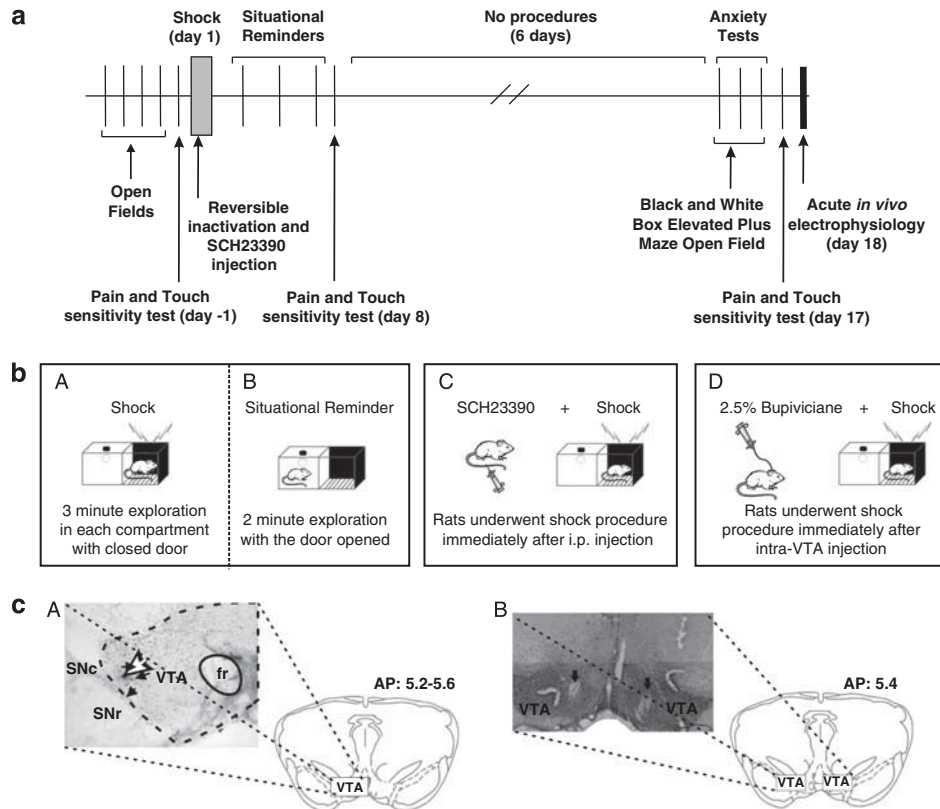 a
Shock
(day 1)
Situational
Reminders
No procedures
(6 days)
Anxiety
Tests
Open
Fields
Reversible
inactivation and
SCH23390
injection
Black and White
Box Elevated Plus
Maze Open Field
Acute in vivo
electrophysiology
(day 18)
Pain and Touch
sensitivity test (day -1)
Pain and Touch
sensitivity test (day 8)
Pain and Touch
sensitivity test (day 17)
b
A
Shock
3 minute exploration
in each compartment
with closed door
B
Situational Reminder
2 minute exploration
with the door opened
C
SCH23390 + Shock
Rats underwent shock procedure
immediately after i.p. injection
D
2.5% Bupiviciane + Shock
Rats underwent shock
procedure immediately after
intra-VTA injection
c
A
SNc
VTA
fr
SNr
AP: 5.2-5.6
VTA
B
VTA
VTA
AP: 5.4
VTA
VTA